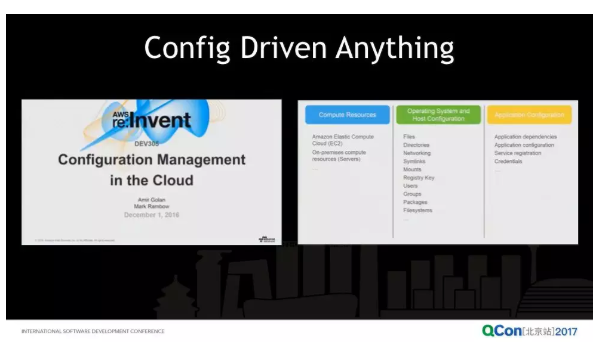 Config Driven Anything
AWS
re:Invent
DEV305
Configuration Management
in the Cloud
Amir Golan
Mark Rambow
December 1, 2016
Compute Resources
Amazon Elastic Compute
Cloud (EC2)
On-premises compute
resources (Servers)
...
Operating System and
Host Configuration
Files
Directories
Networking
Symlinks
Mounts
Registry Key
Users
Groups
Packages
Filesystems
...
Application Configuration
Application dependencies
Application configuration
Service registration
Credentials
...
INTERNATIONAL SOFTWARE DEVELOPMENT CONFERENCE
QCon[北京站]2017